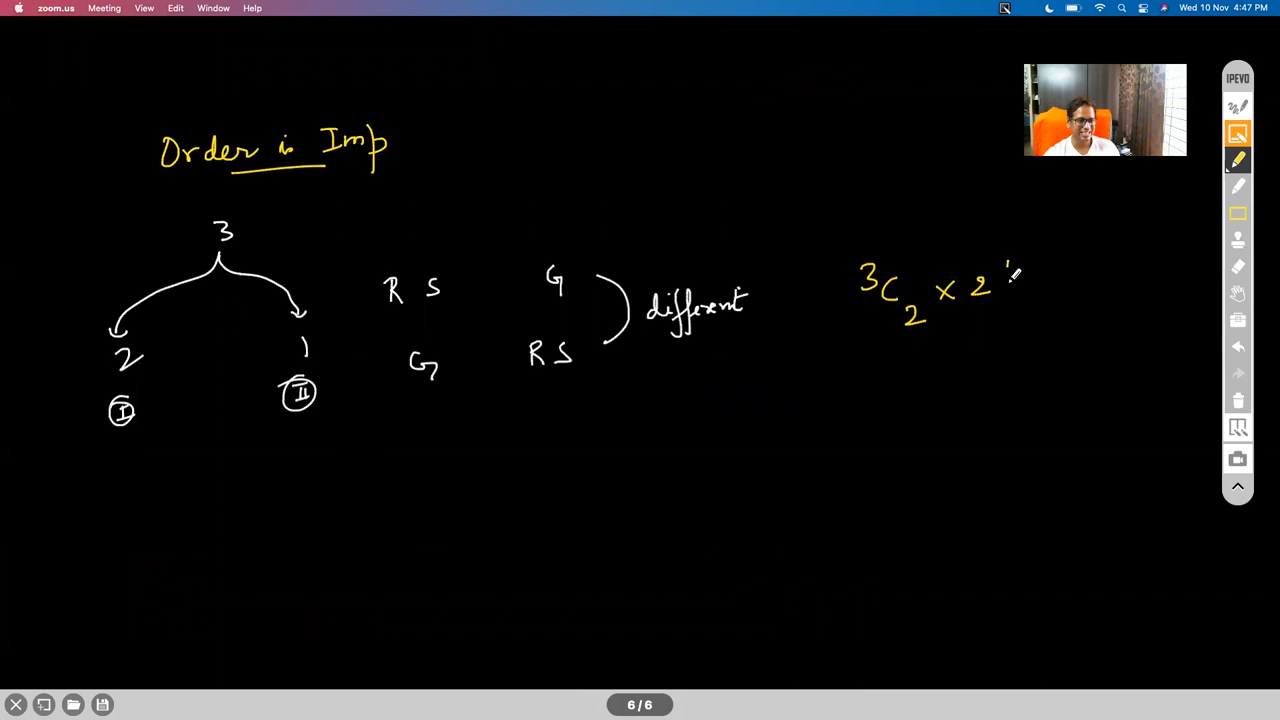 zoom.us Meeting View Edit Window Help Wed 10 Nov 4:47 PM
IPEVO
Order is Imp
3
2 1
I II
R S G
G R S
different
³C₂ × 2
6 / 6